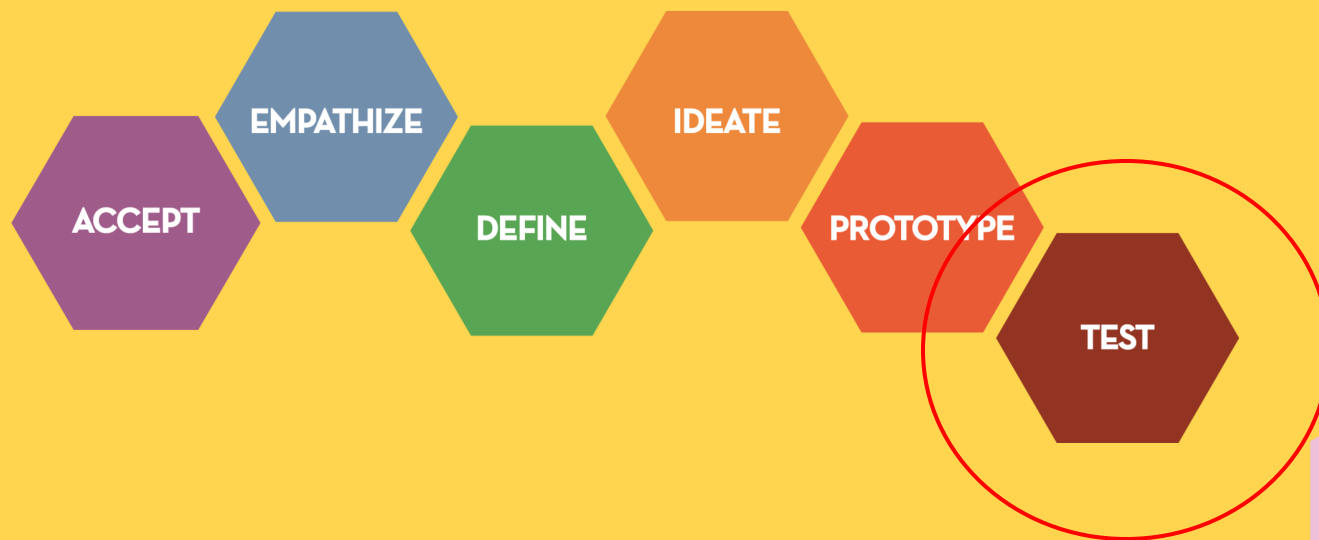 ACCEPT
EMPATHIZE
DEFINE
IDEATE
PROTOTYPE
TEST